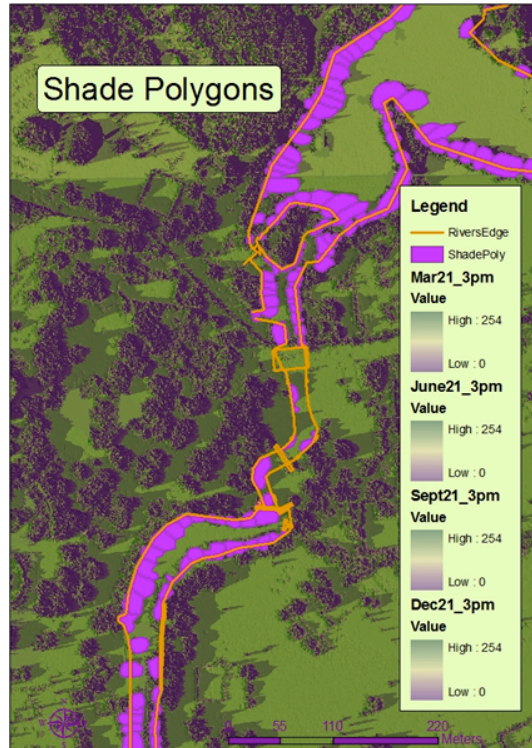 Shade Polygons
Legend
RiversEdge
ShadePoly
Mar21_3pm
Value
High : 254
Low : 0
June21_3pm
Value
High : 254
Low : 0
Sept21_3pm
Value
High : 254
Low : 0
Dec21_3pm
Value
High : 254
Low : 0
0 55 110 220
Meters